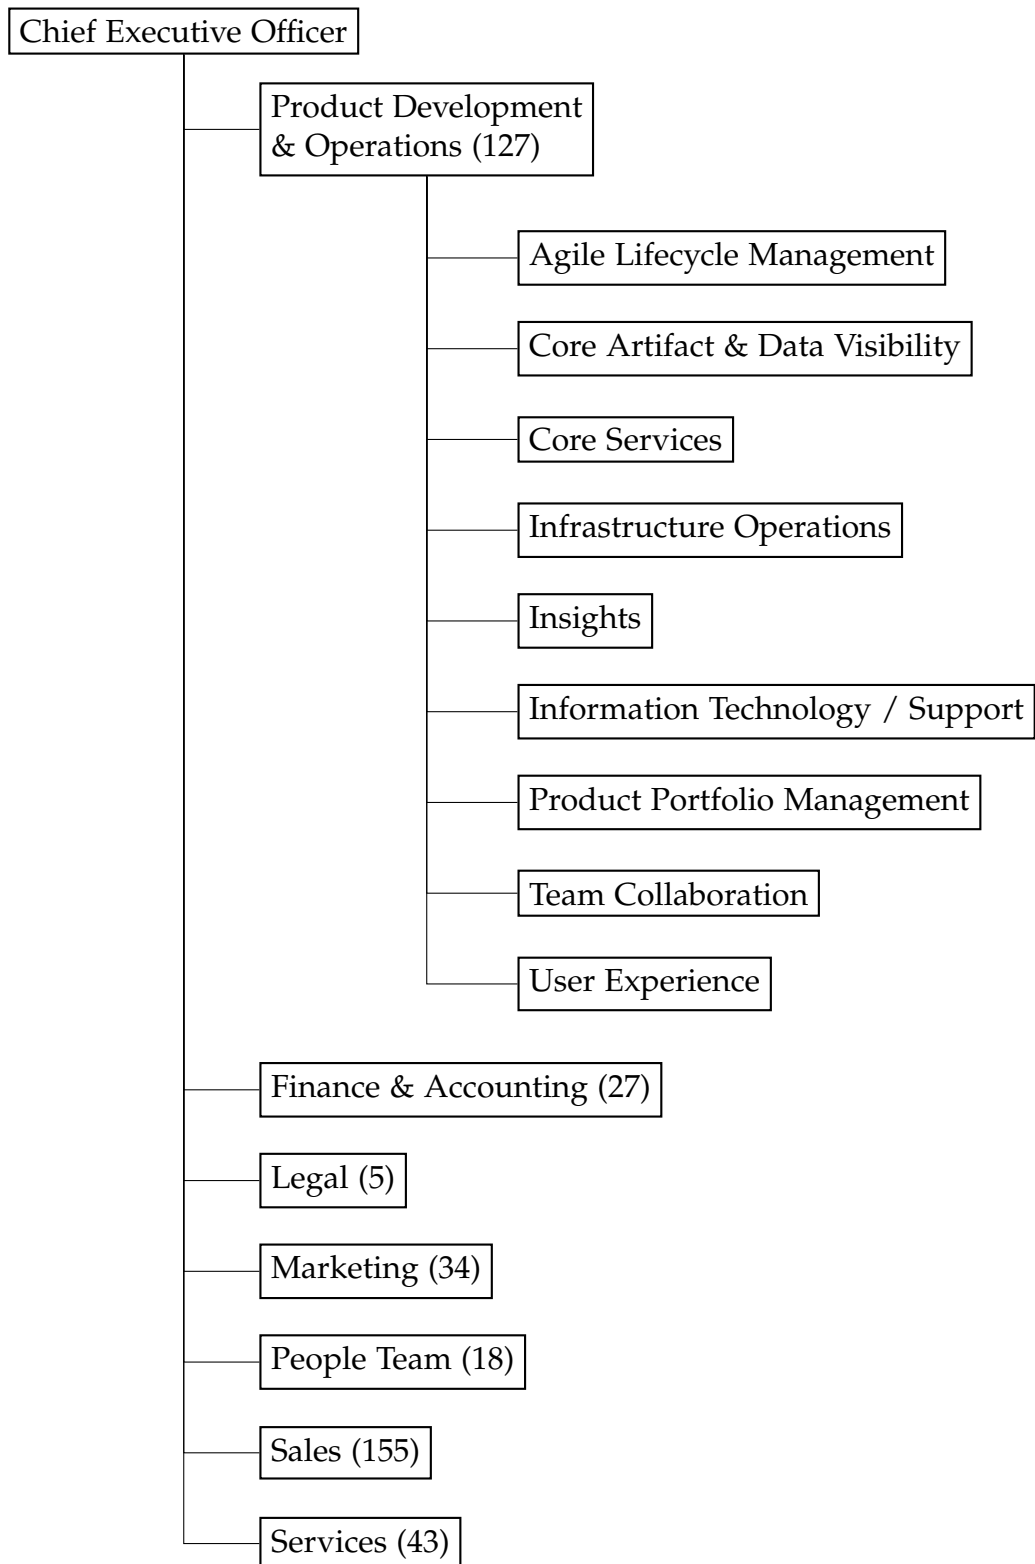 Chief Executive Officer
Product Development
& Operations (127)
Agile Lifecycle Management
Core Artifact & Data Visibility
Core Services
Infrastructure Operations
Insights
Information Technology / Support
Product Portfolio Management
Team Collaboration
User Experience
Finance & Accounting (27)
Legal (5)
Marketing (34)
People Team (18)
Sales (155)
Services (43)